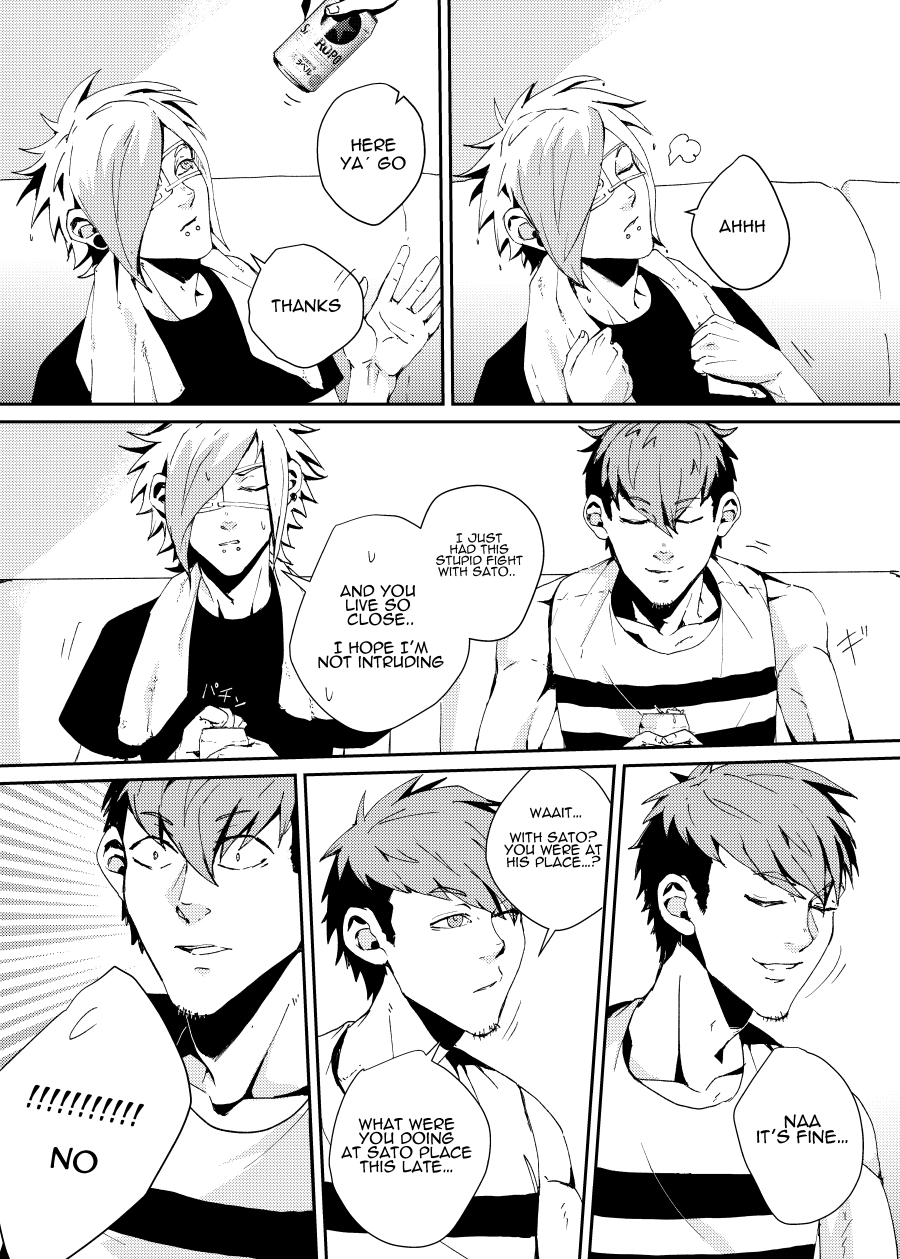 AHHH
HERE
YA´ GO
THANKS
I JUST
HAD THIS
STUPID FIGHT
WITH SATO..
AND YOU
LIVE SO
CLOSE..
I HOPE I'M
NOT INTRUDING
パチン
NAA
IT'S FINE...
WAAIT...
WITH SATO?
YOU WERE AT
HIS PLACE...?
WHAT WERE
YOU DOING
AT SATO PLACE
THIS LATE...
!!!!!!!!!!!
NO